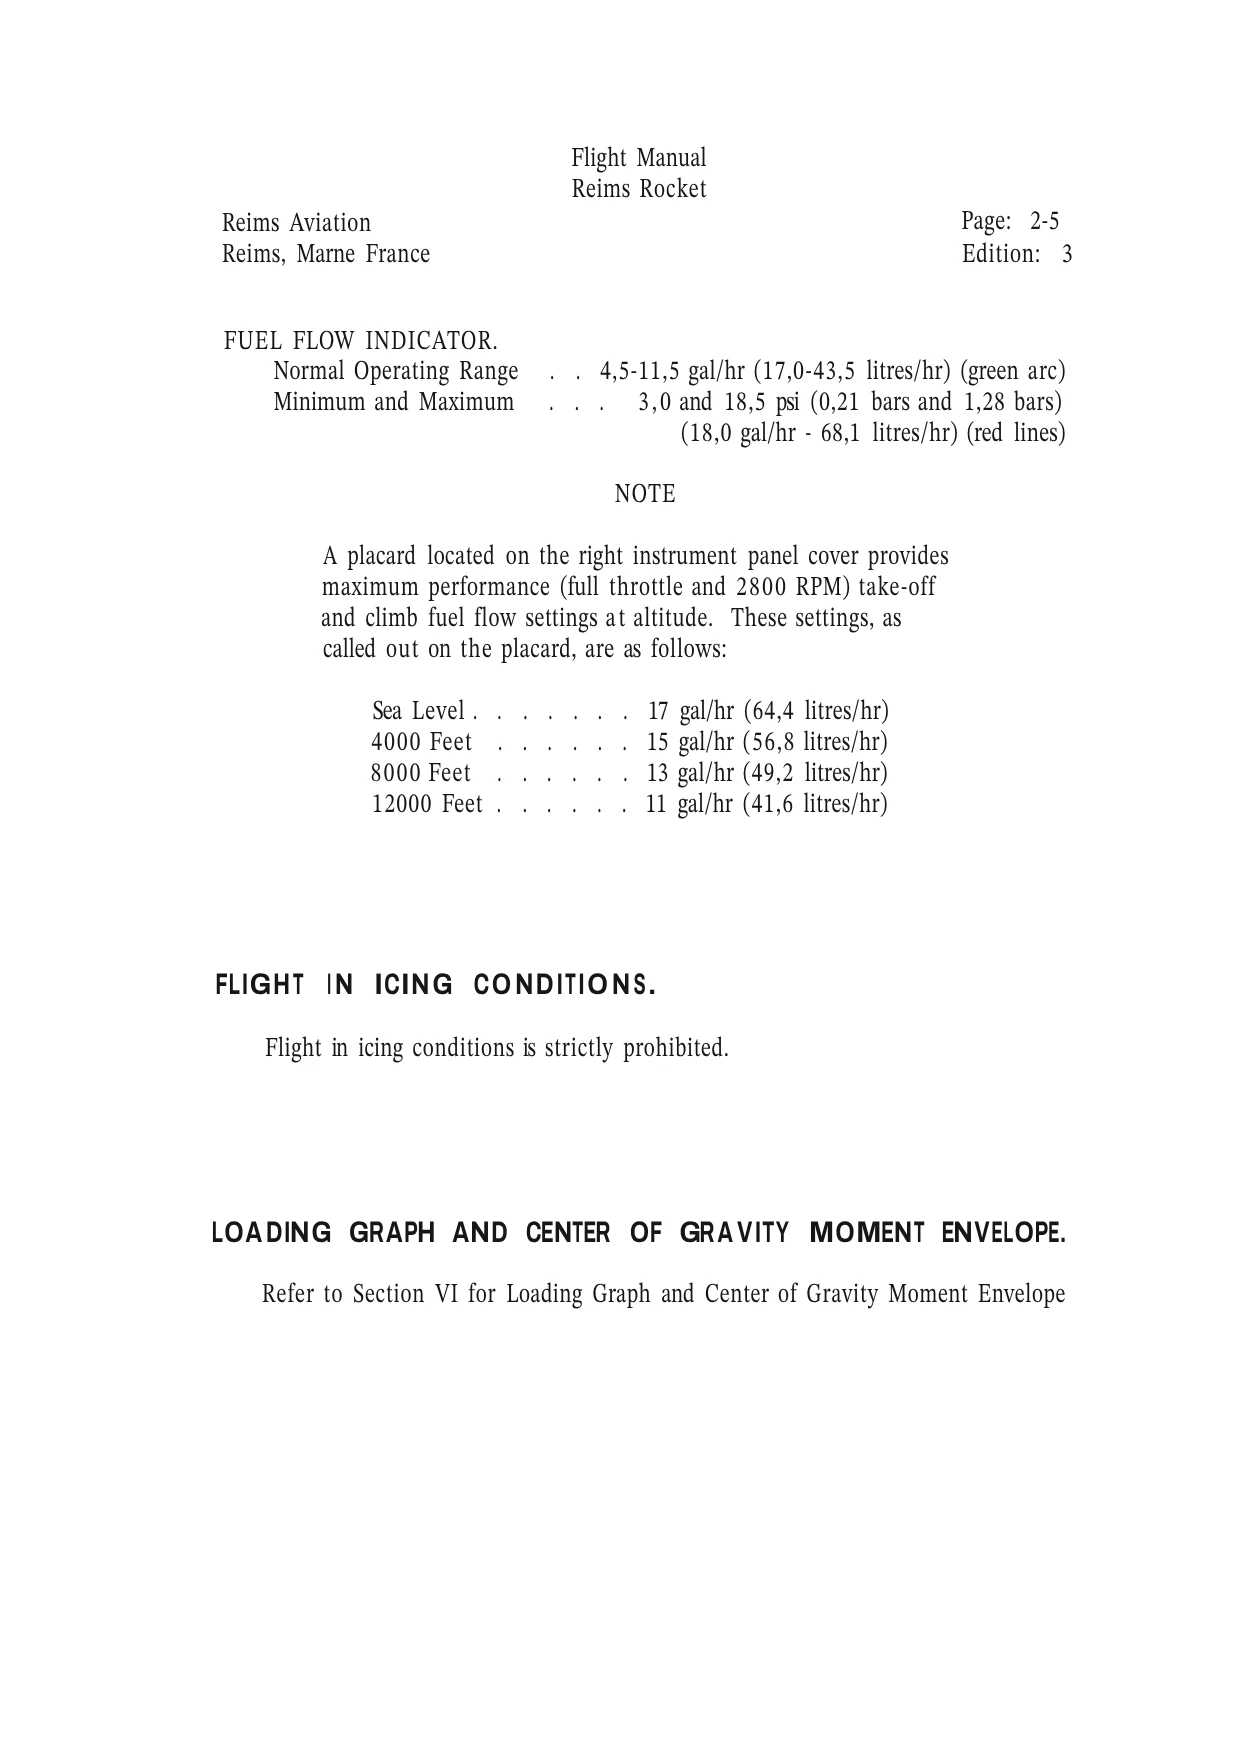 Flight Manual
Reims Rocket
Reims Aviation
Reims, Marne France
Page: 2-5
Edition: 3
FUEL FLOW INDICATOR.
Normal Operating Range . . 4,5-11,5 gal/hr (17,0-43,5 litres/hr) (green arc)
Minimum and Maximum . . . 3,0 and 18,5 psi (0,21 bars and 1,28 bars)
(18,0 gal/hr - 68,1 litres/hr) (red lines)
NOTE
A placard located on the right instrument panel cover provides
maximum performance (full throttle and 2800 RPM) take-off
and climb fuel flow settings at altitude. These settings, as
called out on the placard, are as follows:
Sea Level . . . . . . . 17 gal/hr (64,4 litres/hr)
4000 Feet . . . . . . 15 gal/hr (56,8 litres/hr)
8000 Feet . . . . . . 13 gal/hr (49,2 litres/hr)
12000 Feet . . . . . . 11 gal/hr (41,6 litres/hr)
FLIGHT IN ICING CONDITIONS.
Flight in icing conditions is strictly prohibited.
LOADING GRAPH AND CENTER OF GRAVITY MOMENT ENVELOPE.
Refer to Section VI for Loading Graph and Center of Gravity Moment Envelope